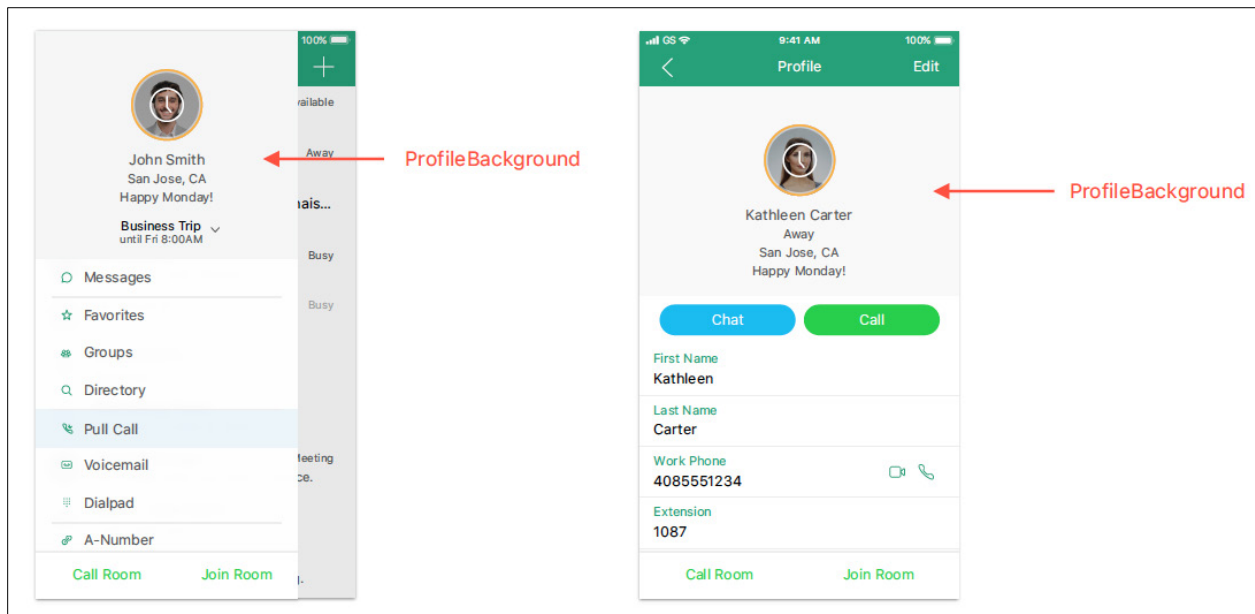 100%
vailable
John Smith
San Jose, CA
Happy Monday!
Business Trip
until Fri 8:00AM
Away
nais...
Busy
Busy
Messages
Favorites
Groups
Directory
Pull Call
Voicemail
Dialpad
A-Number
Meeting
ce.
Call Room Join Room
ProfileBackground
GS 9:41 AM 100%
Profile Edit
Kathleen Carter
Away
San Jose, CA
Happy Monday!
Chat Call
First Name
Kathleen
Last Name
Carter
Work Phone
4085551234
Extension
1087
Call Room Join Room
ProfileBackground